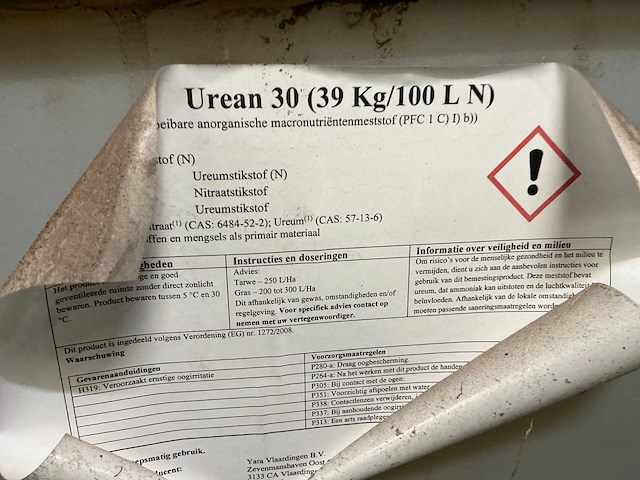 Urean 30 (39 Kg/100 L N)
anorganische macronutriëntenmeststof (PFC 1 C) I) b))
(N)
Ureumstikstof (N)
Nitraatstikstof
Ureumstikstof
(CAS: 6484-52-2); Ureum(1) (CAS: 57-13-6)
en mengsels als primair materiaal
en goed
geventileerde ruimte zonder direct zonlicht
bewaren. Product bewaren tussen 5 °C en 30
°C.
Instructies en doseringen
Advies:
Tarwe – 250 L/Ha
Gras – 200 tot 300 L/Ha
Dit afhankelijk van gewas, omstandigheden en/of
regelgeving. Voor specifiek advies contact op
nemen met uw vertegenwoordiger.
Informatie over veiligheid en milieu
Om risico's voor de menselijke gezondheid en het milieu te
vermijden, dient u zich aan de aanbevolen instructies voor
gebruik van dit bemestingsproduct. Deze meststof bevat
ureum, dat ammoniak kan uitstoten en de luchtkwaliteit
beïnvloeden. Afhankelijk van de lokale
moeten passende saneringsmaatregelen
Dit product is ingedeeld volgens Verordening (EG) nr. 1272/2008.
Waarschuwing
Gevarenaanduidingen
H319: Veroorzaakt ernstige oogirritatie
Voorzorgsmaatregelen
P280-a: Draag oogbescherming.
P264-a: Na het werken met dit product de handen
P305: Bij contact met de ogen:
P351: Voorzichtig afspoelen met water
P338: Contactlenzen verwijderen,
P337: Bij aanhoudende
P313: Een arts
gebruik.
Yara Vlaardingen B.V.
Zevenmanshaven Oost
3133 CA Vlaardingen